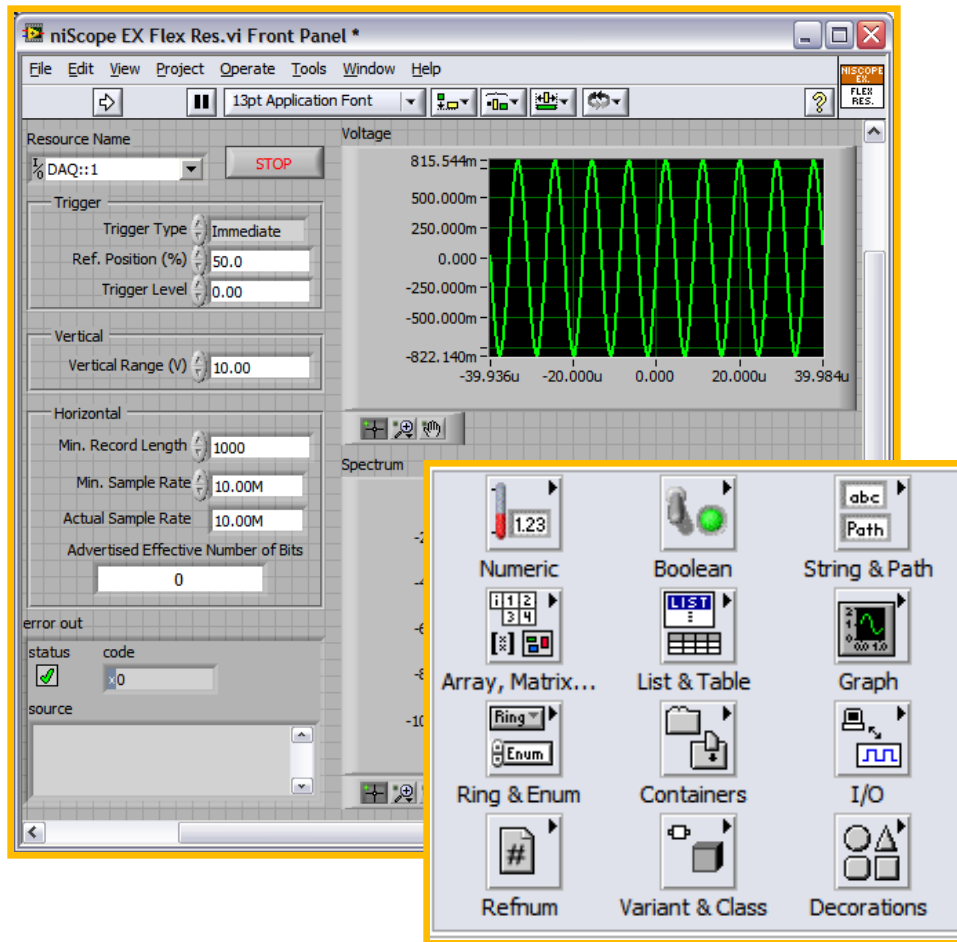 niScope EX Flex Res.vi Front Panel *
File Edit View Project Operate Tools Window Help
NISCOPE
EX.
FLEX
RES.
13pt Application Font
Resource Name
DAQ::1
STOP
Trigger
Trigger Type Immediate
Ref. Position (%) 50.0
Trigger Level 0.00
Vertical
Vertical Range (V) 10.00
Horizontal
Min. Record Length 1000
Min. Sample Rate 10.00M
Actual Sample Rate 10.00M
Advertised Effective Number of Bits
0
error out
status code
x0
source
Voltage
815.544m
500.000m
250.000m
0.000
-250.000m
-500.000m
-822.140m
-39.936u -20.000u 0.000 20.000u 39.984u
Spectrum
1.23
Numeric
Boolean
abc
Path
String & Path
Array, Matrix...
LIST
List & Table
Graph
Ring
Enum
Ring & Enum
Containers
I/O
#
Refnum
Variant & Class
Decorations